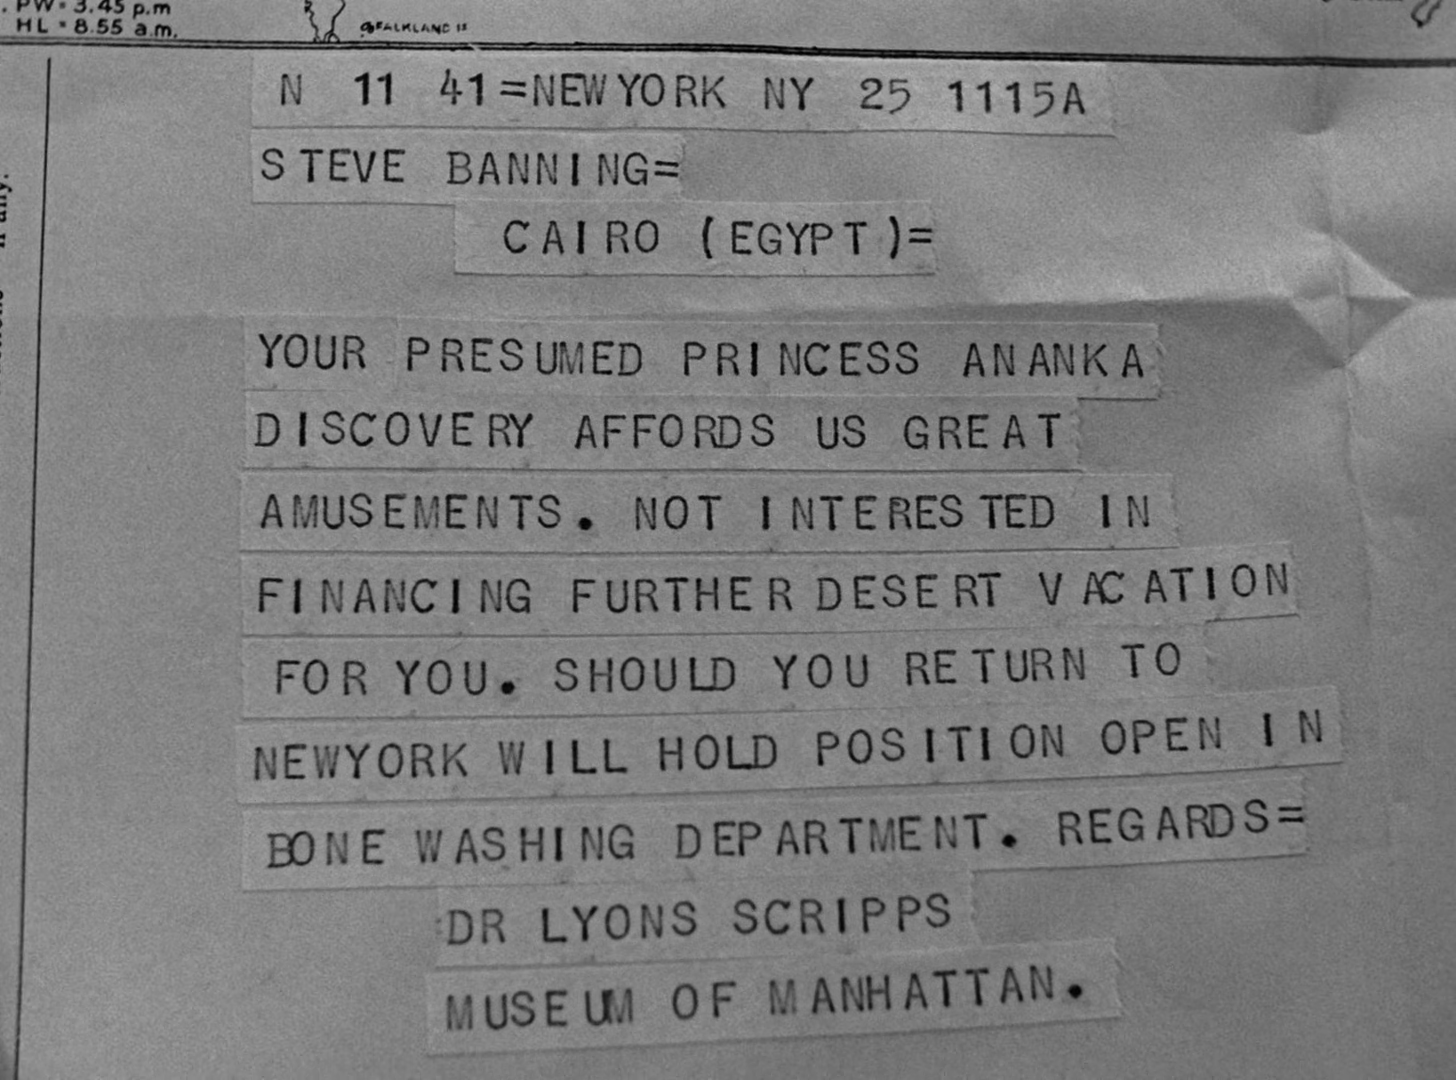 PW = 3.45 p.m
HL = 8.55 a.m.
FALKLAND IS
N 11 41=NEWYORK NY 25 1115A
STEVE BANNING=
CAIRO (EGYPT)=
YOUR PRESUMED PRINCESS ANANKA
DISCOVERY AFFORDS US GREAT
AMUSEMENTS. NOT INTERESTED IN
FINANCING FURTHER DESERT VACATION
FOR YOU. SHOULD YOU RETURN TO
NEWYORK WILL HOLD POSITION OPEN IN
BONE WASHING DEPARTMENT. REGARDS=
DR LYONS SCRIPPS
MUSEUM OF MANHATTAN.